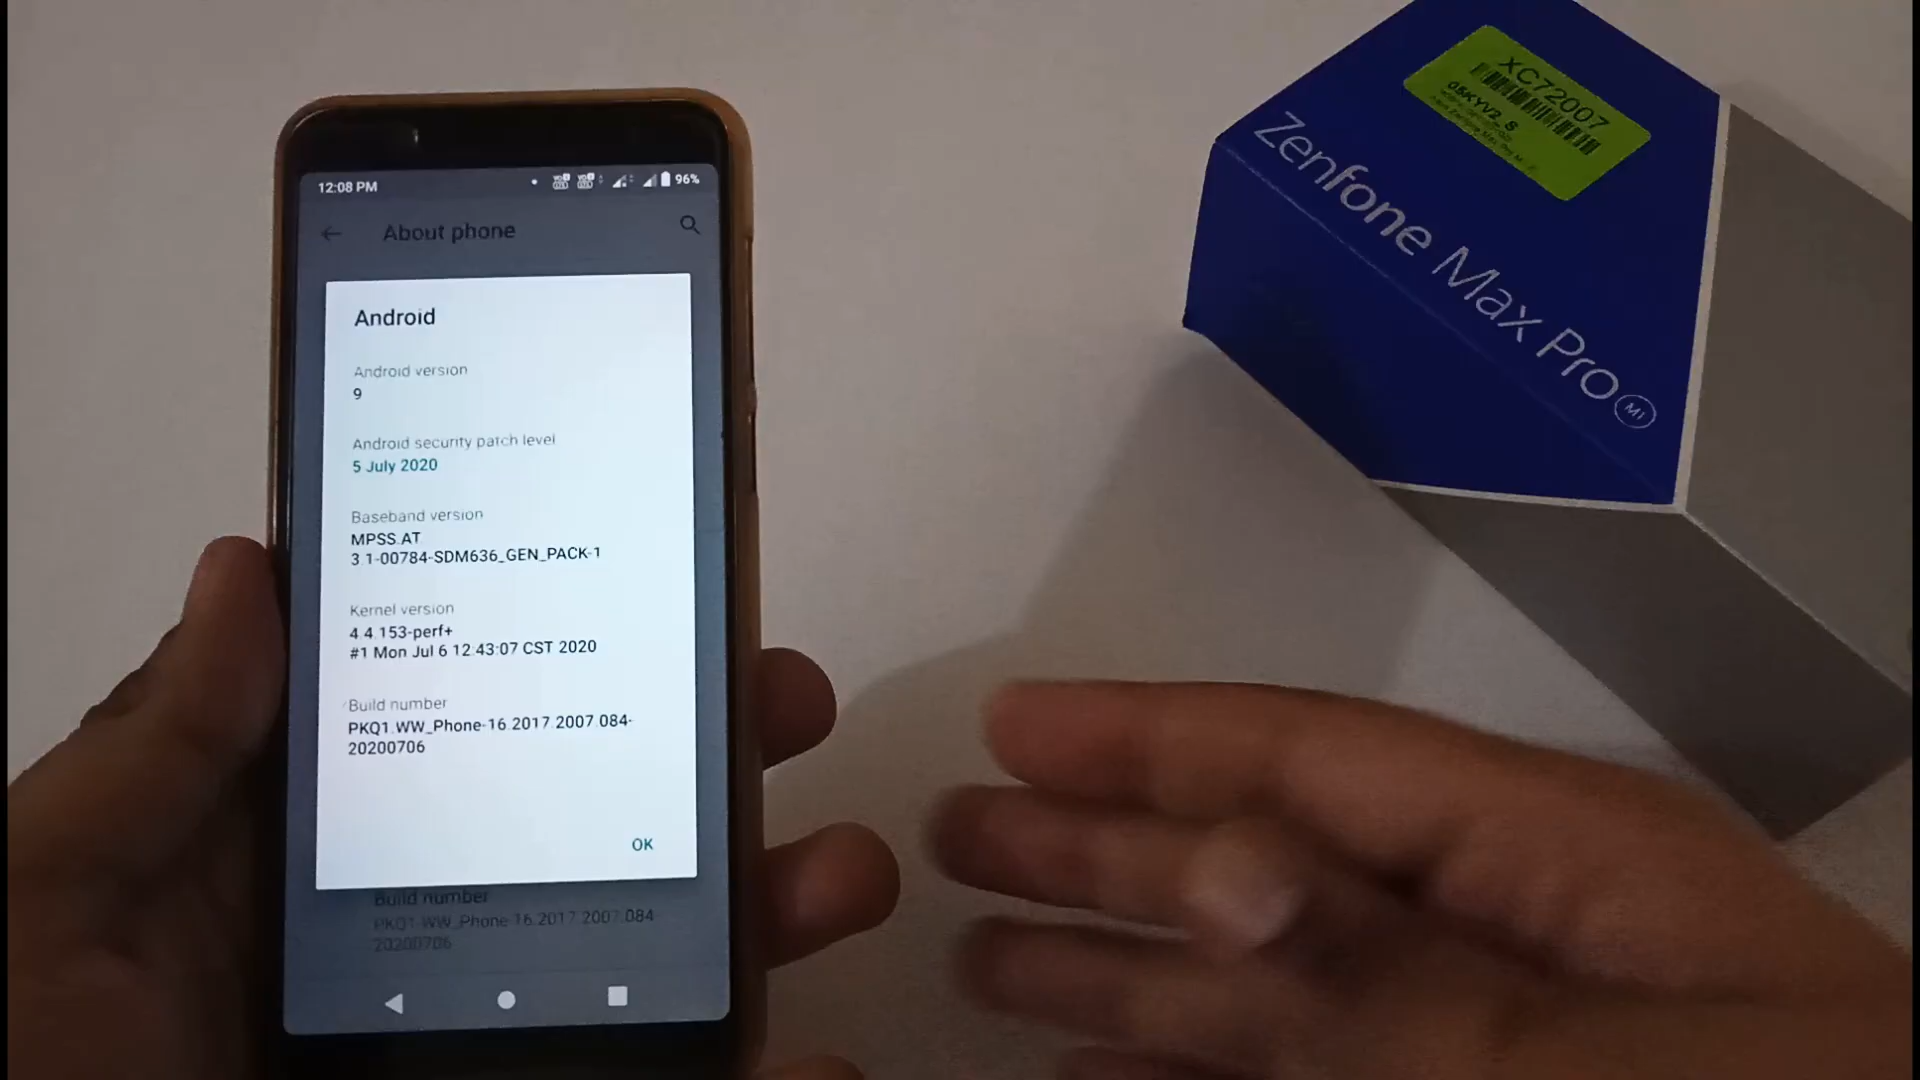 12:08 PM
96%
About phone
Android
Android version
9
Android security patch level
5 July 2020
Baseband version
MPSS.AT.
3.1-00784-SDM636_GEN_PACK-1
Kernel version
4.4.153-perf+
#1 Mon Jul 6 12:43:07 CST 2020
Build number
PKQ1.WW_Phone-16.2017.2007.084-
20200706
OK
Build number
PKQ1.WW_Phone-16.2017.2007.084
20200706
XC72007
Zenfone Max Pro
M1